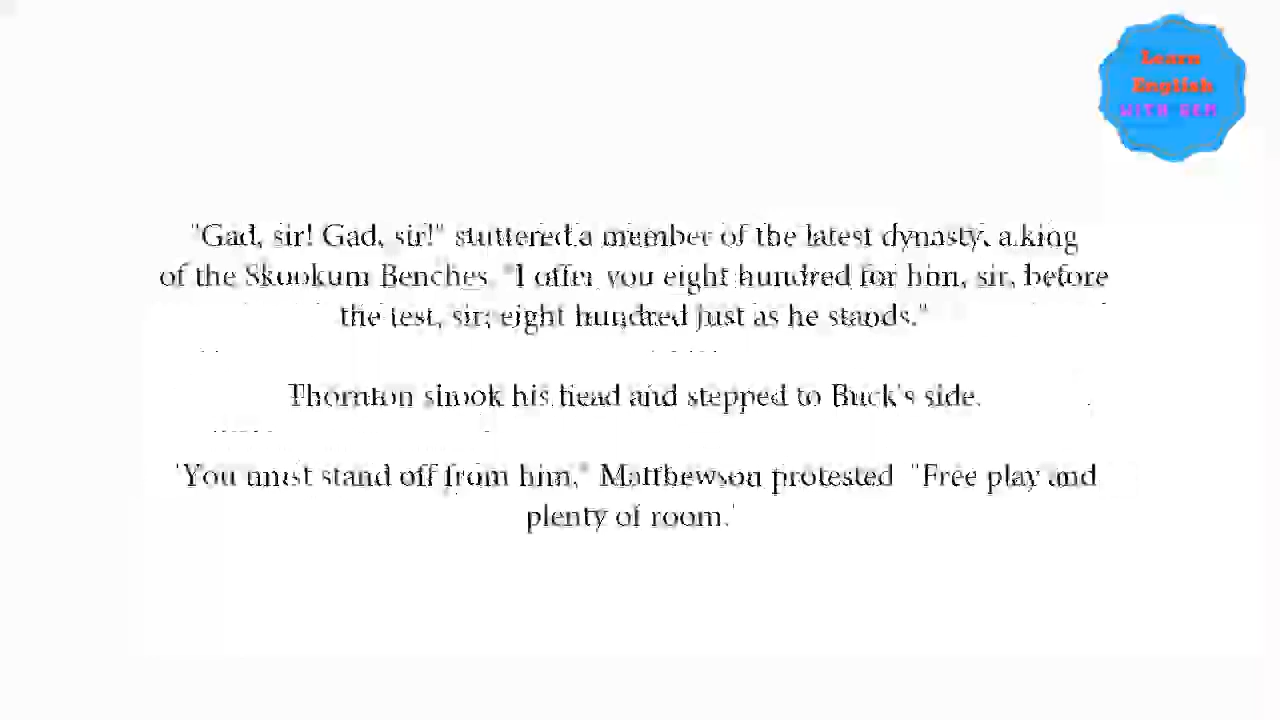 Learn
English
WITH GEM
"Gad, sir! Gad, sir!" stuttered a member of the latest dynasty, a king
of the Skookum Benches. "I offer you eight hundred for him, sir, before
the test, sir; eight hundred just as he stands."
Thornton shook his head and stepped to Buck's side.
"You must stand off from him," Matthewson protested. "Free play and
plenty of room."